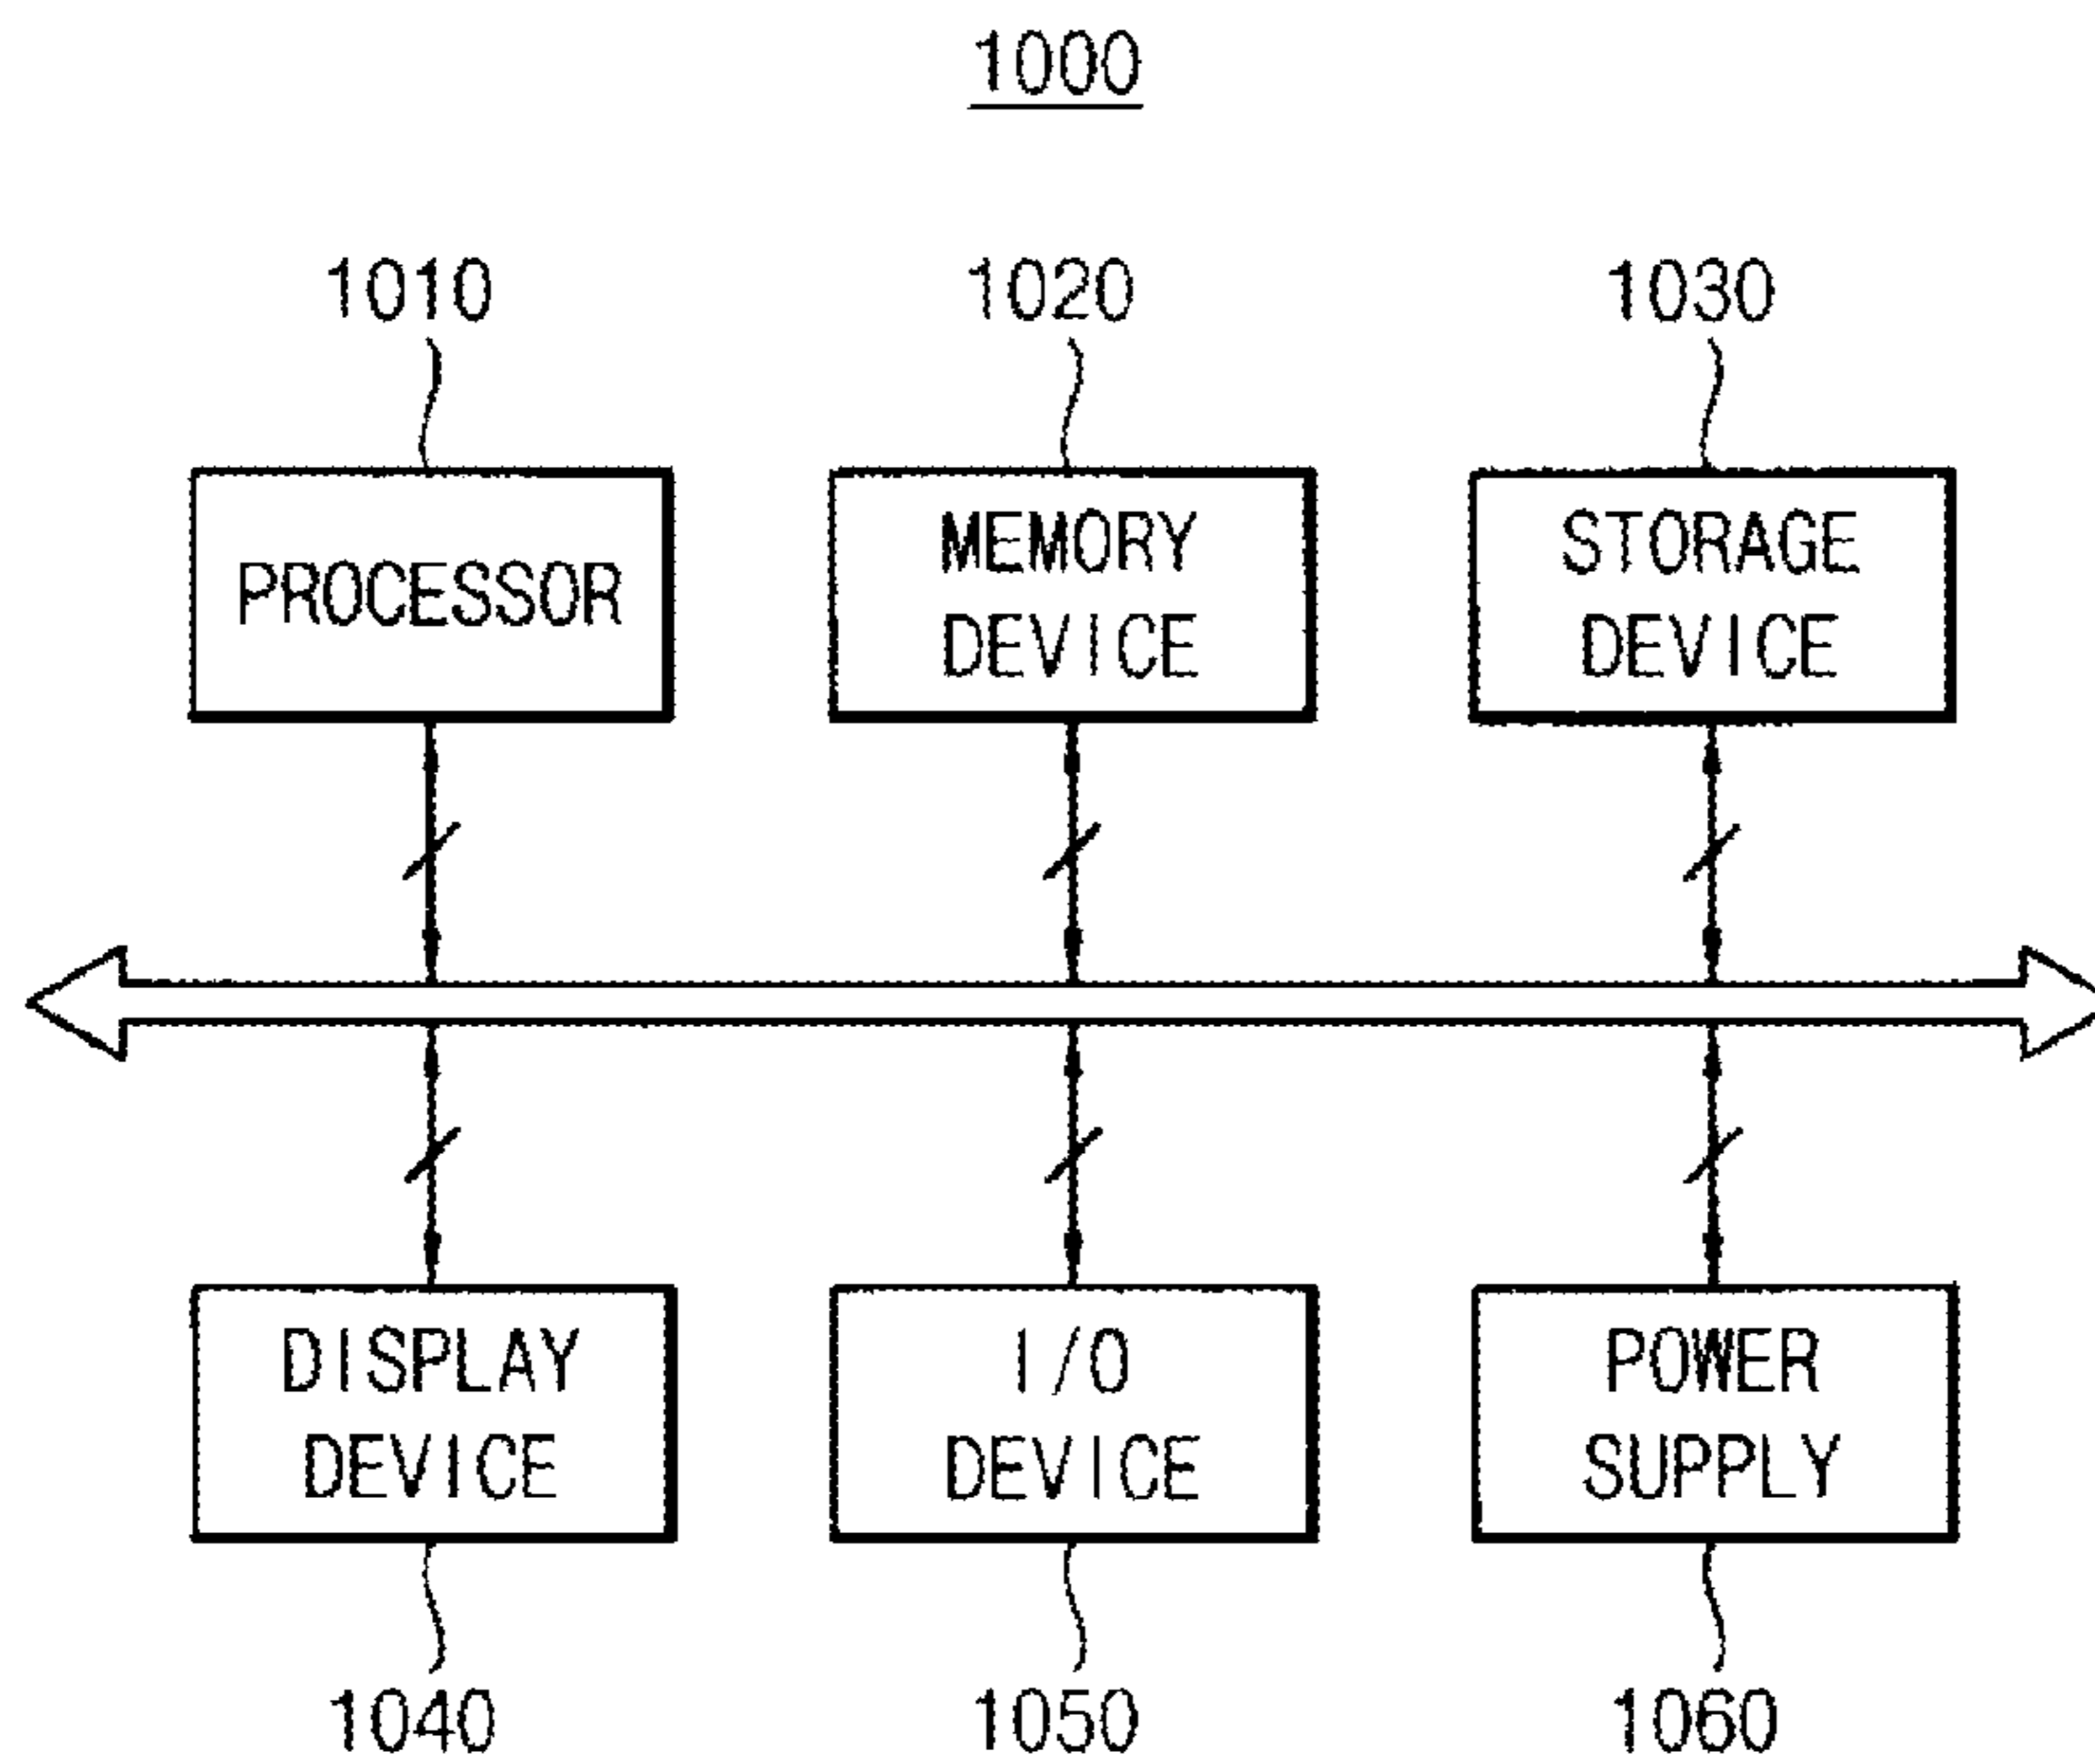 1000
1010
1020
1030
PROCESSOR
MEMORY
DEVICE
STORAGE
DEVICE
DISPLAY
DEVICE
I/O
DEVICE
POWER
SUPPLY
1040
1050
1060